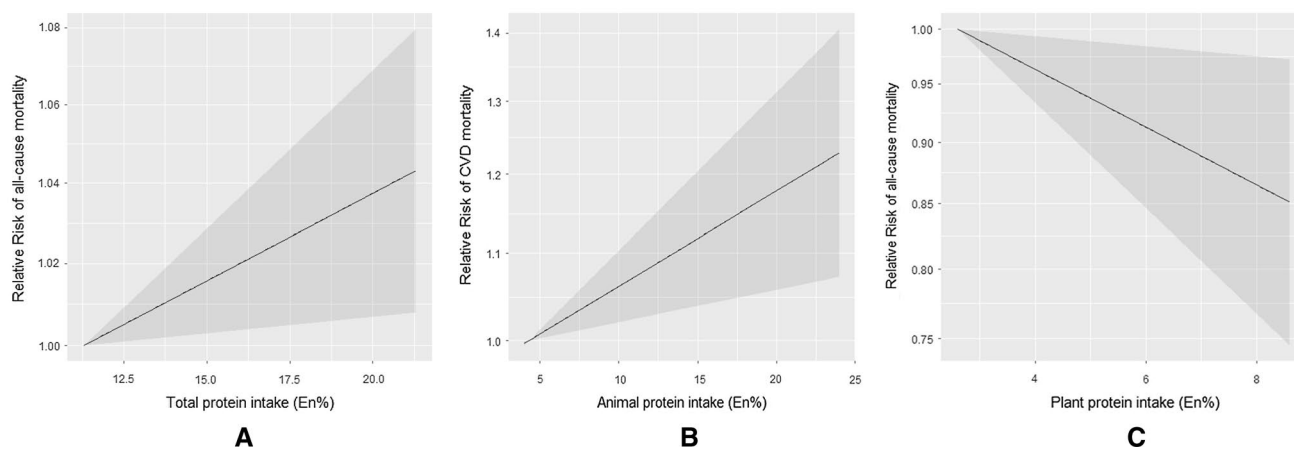 Relative Risk of all-cause mortality
1.08
1.06
1.04
1.02
1.00
12.5 15.0 17.5 20.0
Total protein intake (En%)
A
Relative Risk of CVD mortality
1.4
1.3
1.2
1.1
1.0
5 10 15 20 25
Animal protein intake (En%)
B
Relative Risk of all-cause mortality
1.00
0.95
0.90
0.85
0.80
0.75
4 6 8
Plant protein intake (En%)
C